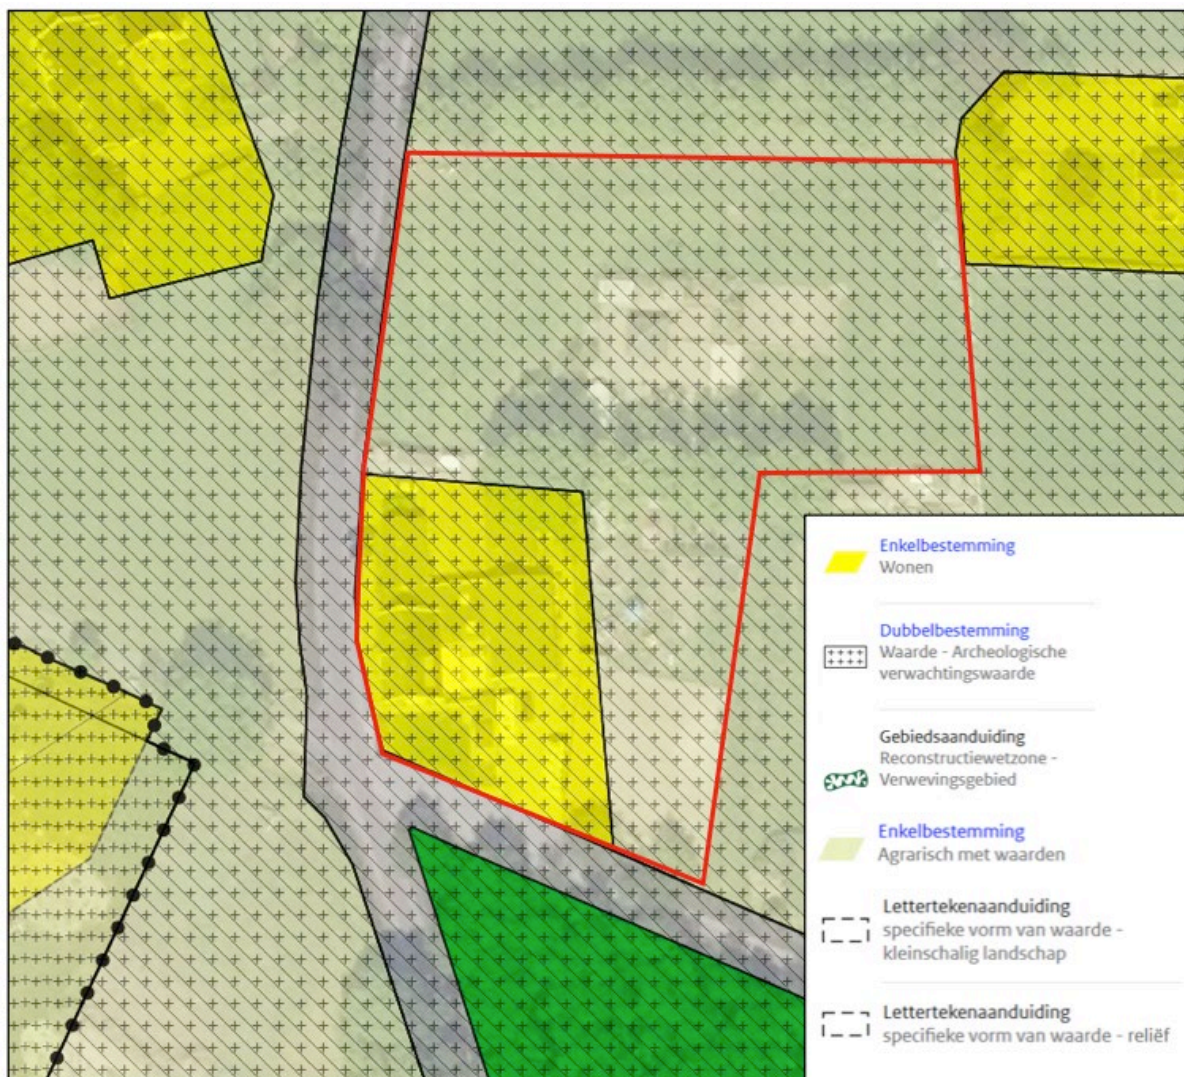 Enkelbestemming
Wonen
Dubbelbestemming
Waarde - Archeologische
verwachtingswaarde
Gebiedsaanduiding
Reconstructiewetzone -
Verwevingsgebied
Enkelbestemming
Agrarisch met waarden
Lettertekenaanduiding
specifieke vorm van waarde -
kleinschalig landschap
Lettertekenaanduiding
specifieke vorm van waarde - reliëf